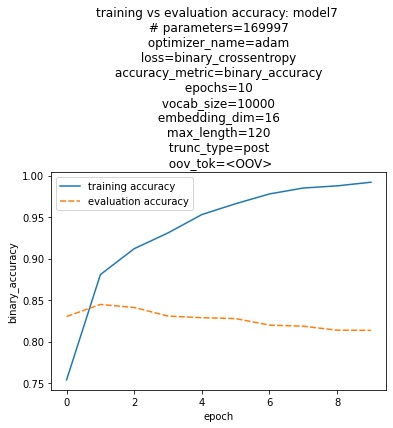 training vs evaluation accuracy: model7
# parameters=169997
optimizer_name=adam
loss=binary_crossentropy
accuracy_metric=binary_accuracy
epochs=10
vocab_size=10000
embedding_dim=16
max_length=120
trunc_type=post
oov_tok=<OOV>
training accuracy
evaluation accuracy
1.00
0.95
0.90
0.85
0.80
0.75
binary_accuracy
0 2 4 6 8
epoch